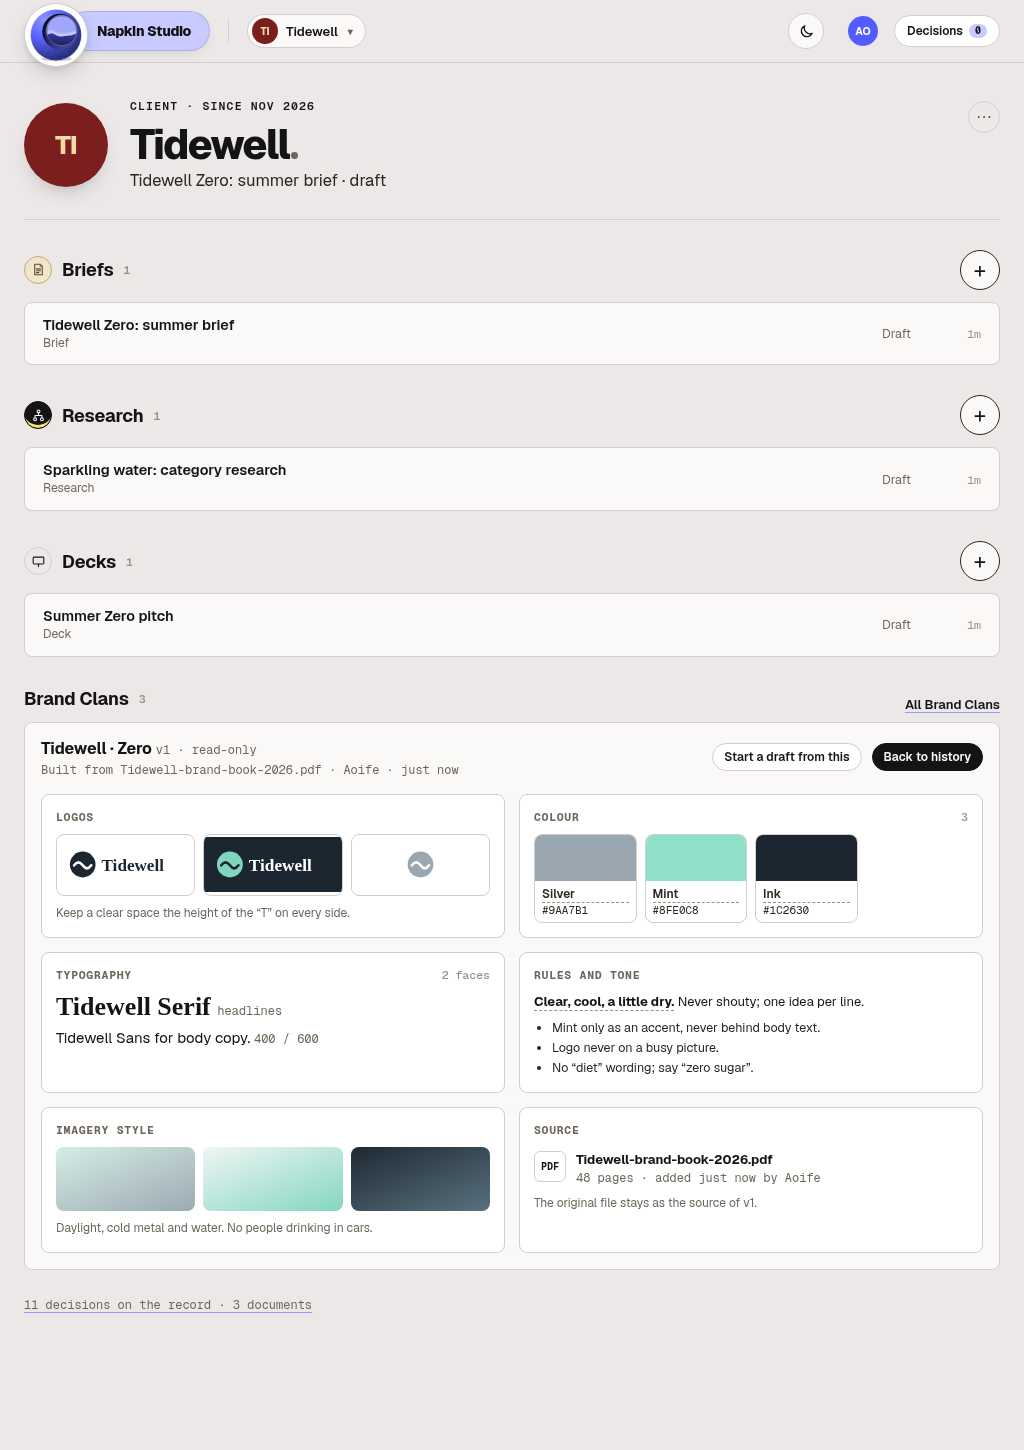 Napkin Studio
TI
Tidewell ▾
AO
Decisions 0
TI
CLIENT · SINCE NOV 2026
Tidewell.
Tidewell Zero: summer brief · draft
···
Briefs 1
+
Tidewell Zero: summer brief
Brief
Draft
1m
Research 1
+
Sparkling water: category research
Research
Draft
1m
Decks 1
+
Summer Zero pitch
Deck
Draft
1m
Brand Clans 3
All Brand Clans
Tidewell · Zero v1 · read-only
Built from Tidewell-brand-book-2026.pdf · Aoife · just now
Start a draft from this
Back to history
LOGOS
Tidewell
Tidewell
Keep a clear space the height of the “T” on every side.
COLOUR 3
Silver
#9AA7B1
Mint
#8FE0C8
Ink
#1C2630
TYPOGRAPHY 2 faces
Tidewell Serif headlines
Tidewell Sans for body copy. 400 / 600
RULES AND TONE
Clear, cool, a little dry. Never shouty; one idea per line.
• Mint only as an accent, never behind body text.
• Logo never on a busy picture.
• No “diet” wording; say “zero sugar”.
IMAGERY STYLE
Daylight, cold metal and water. No people drinking in cars.
SOURCE
PDF
Tidewell-brand-book-2026.pdf
48 pages · added just now by Aoife
The original file stays as the source of v1.
11 decisions on the record · 3 documents